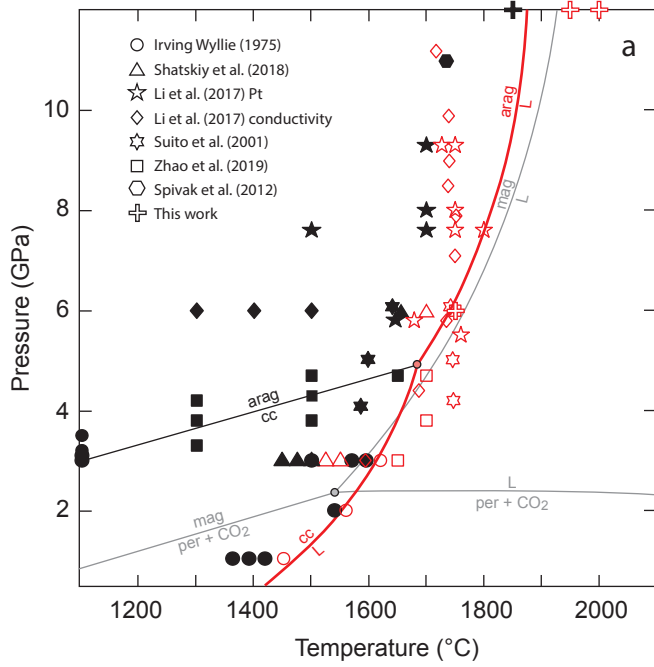 a
Irving Wyllie (1975)
Shatskiy et al. (2018)
Li et al. (2017) Pt
Li et al. (2017) conductivity
Suito et al. (2001)
Zhao et al. (2019)
Spivak et al. (2012)
This work
10
8
6
4
2
Pressure (GPa)
arag
L
mag
L
arag
cc
L
per + CO2
mag
per + CO2
cc
L
1200
1400
1600
1800
2000
Temperature (°C)